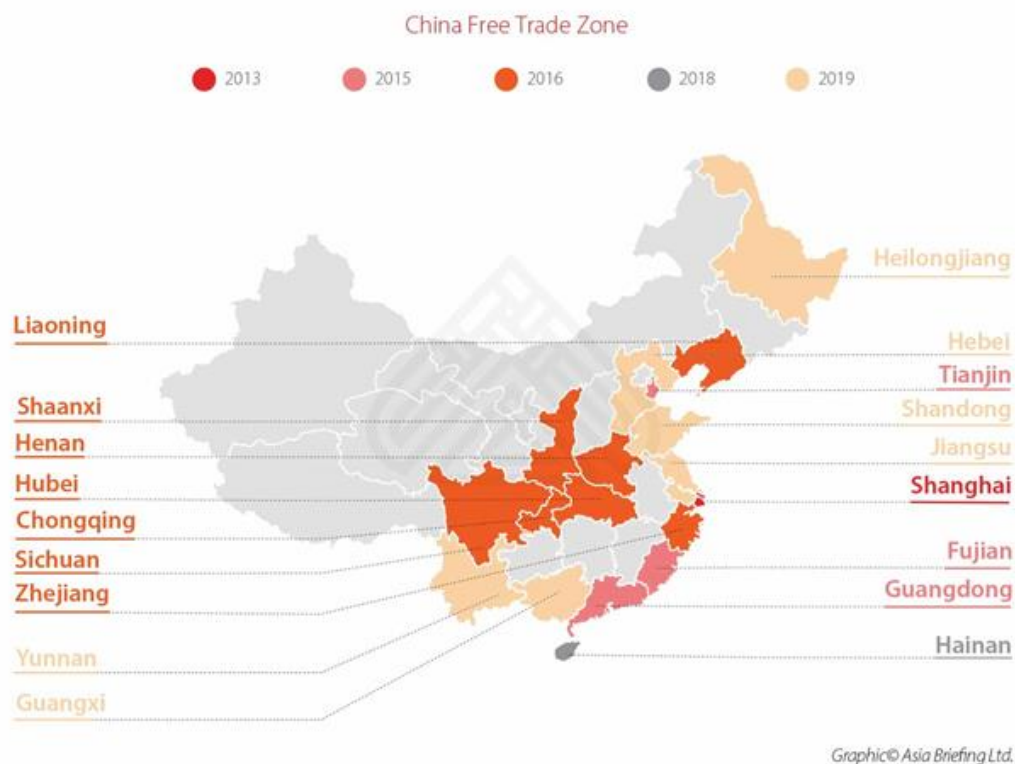 China Free Trade Zone
2013
2015
2016
2018
2019
Heilongjiang
Liaoning
Hebei
Tianjin
Shaanxi
Shandong
Henan
Jiangsu
Hubei
Shanghai
Chongqing
Sichuan
Fujian
Zhejiang
Guangdong
Hainan
Yunnan
Guangxi
Graphic© Asia Briefing Ltd.